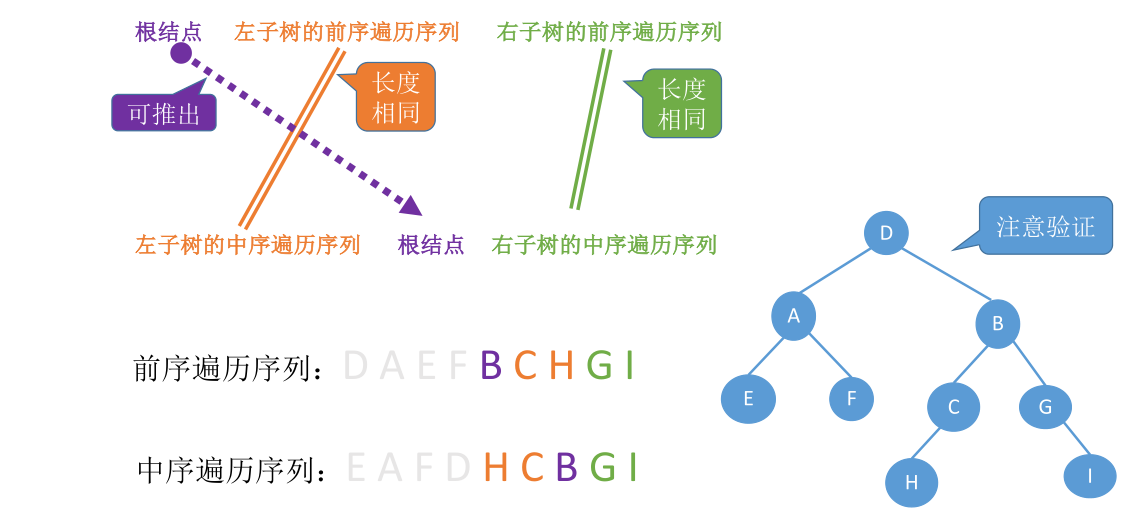 根结点 左子树的前序遍历序列 右子树的前序遍历序列
可推出
长度
相同
长度
相同
左子树的中序遍历序列 根结点 右子树的中序遍历序列
注意验证
D
A
B
E
F
C
G
H
I
前序遍历序列：D A E F B C H G I
中序遍历序列：E A F D H C B G I